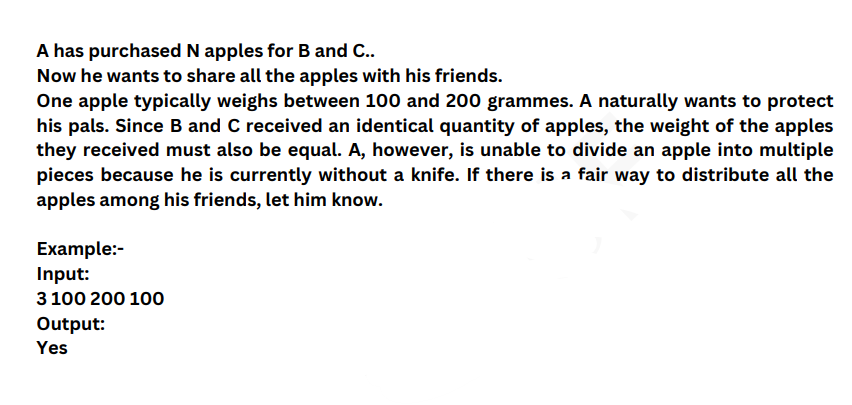 A has purchased N apples for B and C..
Now he wants to share all the apples with his friends.
One apple typically weighs between 100 and 200 grammes. A naturally wants to protect
his pals. Since B and C received an identical quantity of apples, the weight of the apples
they received must also be equal. A, however, is unable to divide an apple into multiple
pieces because he is currently without a knife. If there is a fair way to distribute all the
apples among his friends, let him know.
Example:-
Input:
3 100 200 100
Output:
Yes